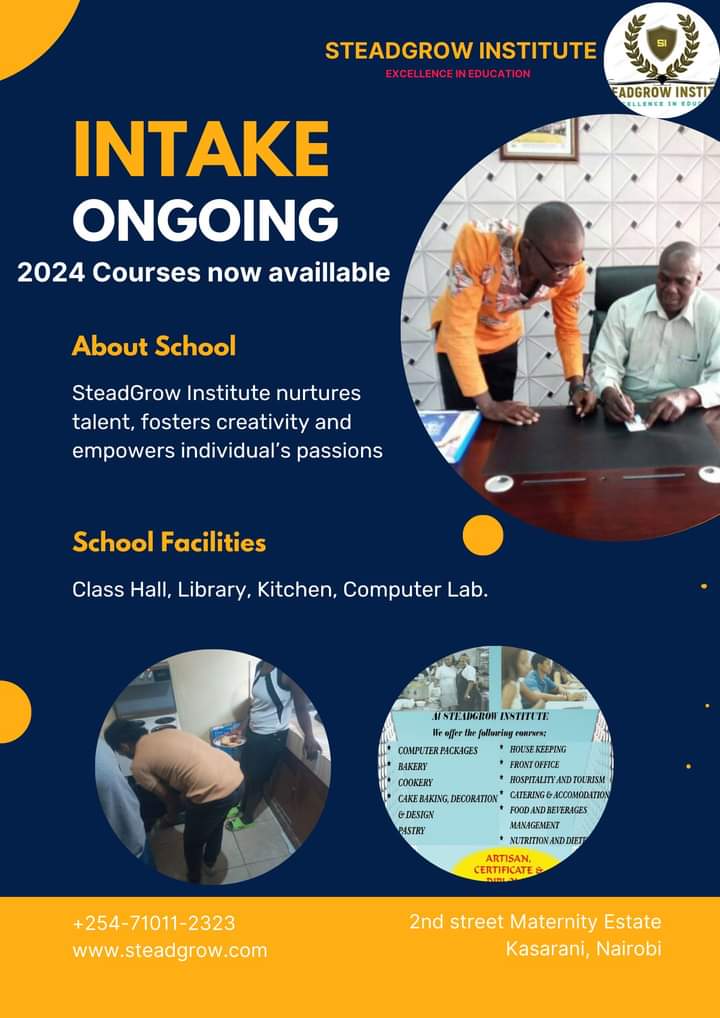 STEADGROW INSTITUTE
EXCELLENCE IN EDUCATION
SI
INTAKE
ONGOING
2024 Courses now availlable
About School
SteadGrow Institute nurtures
talent, fosters creativity and
empowers individual's passions
School Facilities
Class Hall, Library, Kitchen, Computer Lab.
At STEADGROW INSTITUTE
We offer the following courses;
* COMPUTER PACKAGES
* BAKERY
* COOKERY
* CAKE BAKING, DECORATION
& DESIGN
PASTRY
* HOUSE KEEPING
* FRONT OFFICE
* HOSPITALITY AND TOURISM
* CATERING & ACCOMODATION
* FOOD AND BEVERAGES
MANAGEMENT
* NUTRITION AND
ARTISAN,
CERTIFICATE &
+254-71011-2323
www.steadgrow.com
2nd street Maternity Estate
Kasarani, Nairobi